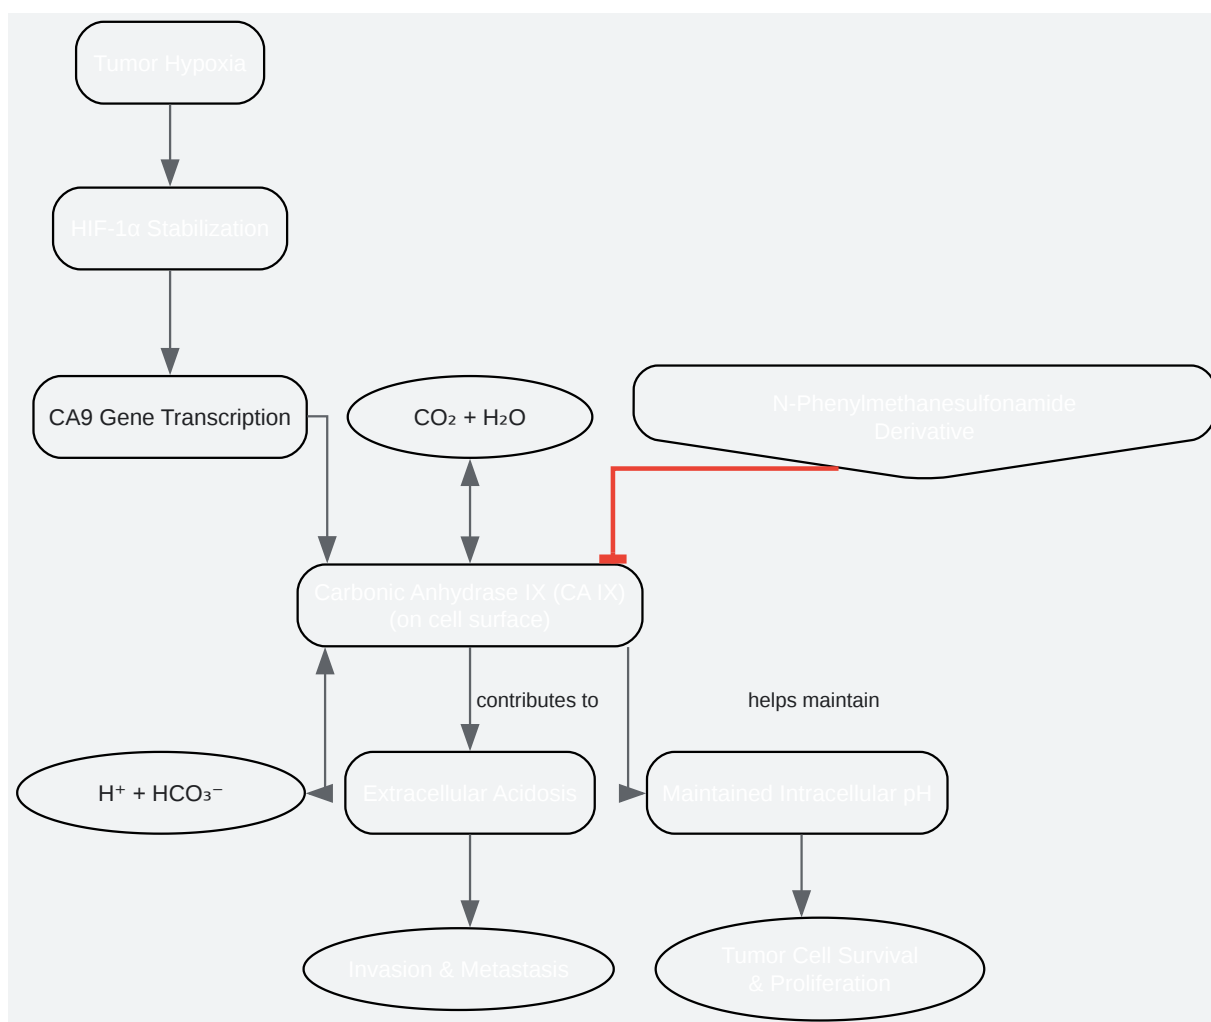 Tumor Hypoxia
HIF-1α Stabilization
CA9 Gene Transcription
CO₂ + H₂O
N-Phenylmethanesulfonamide
Derivative
Carbonic Anhydrase IX (CA IX)
(on cell surface)
contributes to
helps maintain
H⁺ + HCO₃⁻
Extracellular Acidosis
Maintained Intracellular pH
Invasion & Metastasis
Tumor Cell Survival
& Proliferation